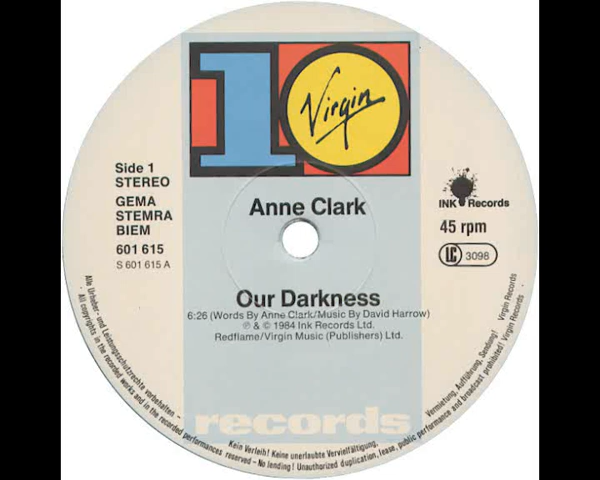 10
Virgin
Side 1
STEREO
GEMA
STEMRA
BIEM
601 615
S 601 615 A
INK Records
45 rpm
LC 3098
Anne Clark
Our Darkness
6:26 (Words By Anne Clark/Music By David Harrow)
℗ & © 1984 Ink Records Ltd.
Redflame/Virgin Music (Publishers) Ltd.
records
Alle Urheber- und Leistungsschutzrechte vorbehalten – Kein Verleih! Keine unerlaubte Vervielfältigung, Vermietung, Aufführung, Sendung! Virgin Records
· All copyrights in the recorded works and in the recorded performances reserved – No lending! Unauthorized duplication, lease, public performance and broadcast prohibited! Virgin Records ·